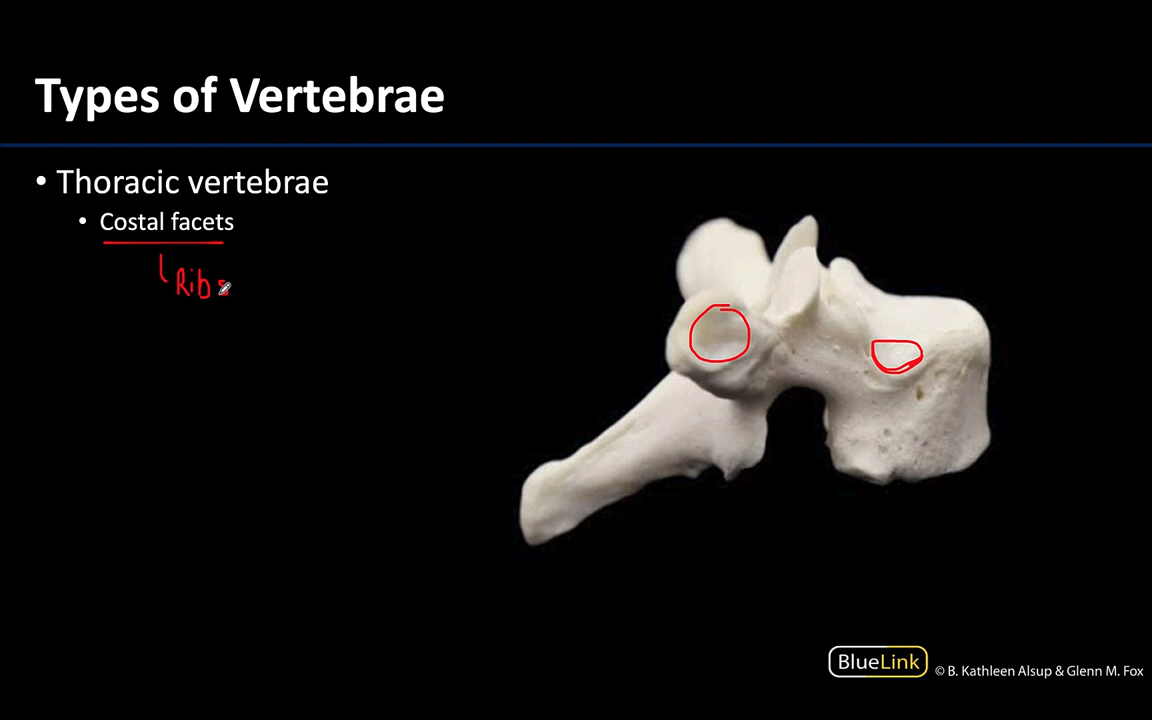 Types of Vertebrae
• Thoracic vertebrae
• Costal facets
Ribs
BlueLink © B. Kathleen Alsup & Glenn M. Fox